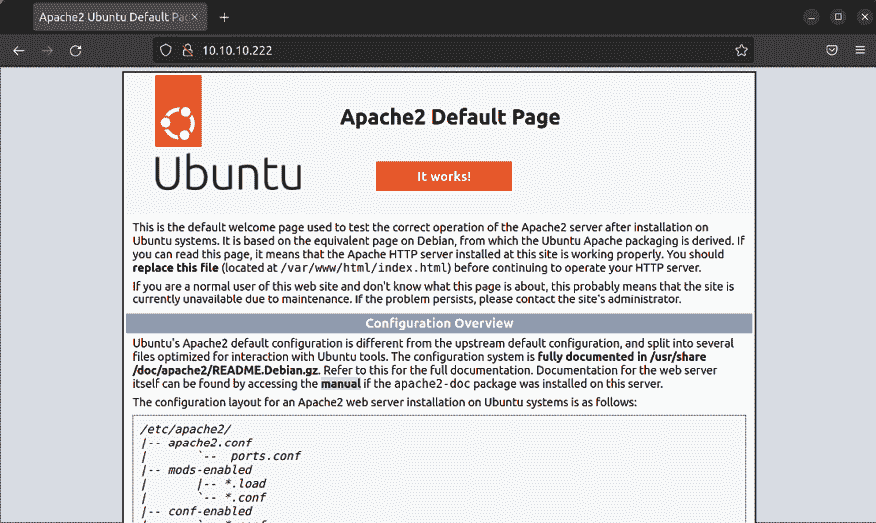 Apache2 Ubuntu Default Pa
10.10.10.222
Apache2 Default Page
Ubuntu
It works!
This is the default welcome page used to test the correct operation of the Apache2 server after installation on
Ubuntu systems. It is based on the equivalent page on Debian, from which the Ubuntu Apache packaging is derived. If
you can read this page, it means that the Apache HTTP server installed at this site is working properly. You should
replace this file (located at /var/www/html/index.html) before continuing to operate your HTTP server.
If you are a normal user of this web site and don't know what this page is about, this probably means that the site is
currently unavailable due to maintenance. If the problem persists, please contact the site's administrator.
Configuration Overview
Ubuntu's Apache2 default configuration is different from the upstream default configuration, and split into several
files optimized for interaction with Ubuntu tools. The configuration system is fully documented in /usr/share
/doc/apache2/README.Debian.gz. Refer to this for the full documentation. Documentation for the web server
itself can be found by accessing the manual if the apache2-doc package was installed on this server.
The configuration layout for an Apache2 web server installation on Ubuntu systems is as follows:
/etc/apache2/
|-- apache2.conf
|       `--  ports.conf
|-- mods-enabled
|       |-- *.load
|       `-- *.conf
|-- conf-enabled